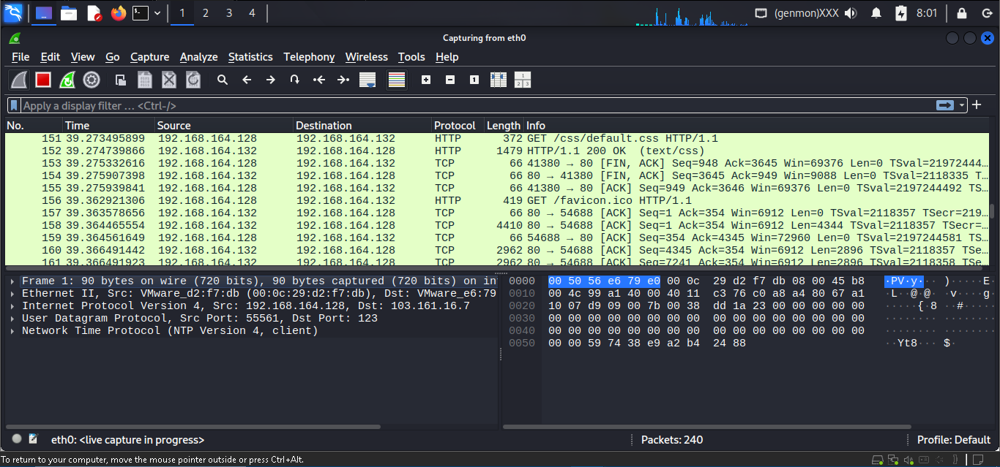 1 2 3 4 (genmon)XXX 8:01
Capturing from eth0
File Edit View Go Capture Analyze Statistics Telephony Wireless Tools Help
Apply a display filter … <Ctrl-/>
No. Time Source Destination Protocol Length Info
151 39.273495899 192.168.164.128 192.168.164.132 HTTP 372 GET /css/default.css HTTP/1.1
152 39.274739866 192.168.164.132 192.168.164.128 HTTP 1479 HTTP/1.1 200 OK (text/css)
153 39.275332616 192.168.164.128 192.168.164.132 TCP 66 41380 → 80 [FIN, ACK] Seq=948 Ack=3645 Win=69376 Len=0 TSval=21972444…
154 39.275907398 192.168.164.132 192.168.164.128 TCP 66 80 → 41380 [FIN, ACK] Seq=3645 Ack=949 Win=9088 Len=0 TSval=2118335 T…
155 39.275939841 192.168.164.128 192.168.164.132 TCP 66 41380 → 80 [ACK] Seq=949 Ack=3646 Win=69376 Len=0 TSval=2197244492 TS…
156 39.362921306 192.168.164.128 192.168.164.132 HTTP 419 GET /favicon.ico HTTP/1.1
157 39.363578656 192.168.164.132 192.168.164.128 TCP 66 80 → 54688 [ACK] Seq=1 Ack=354 Win=6912 Len=0 TSval=2118357 TSecr=219…
158 39.364465554 192.168.164.132 192.168.164.128 TCP 4410 80 → 54688 [ACK] Seq=1 Ack=354 Win=6912 Len=4344 TSval=2118357 TSecr=…
159 39.364561649 192.168.164.128 192.168.164.132 TCP 66 54688 → 80 [ACK] Seq=354 Ack=4345 Win=72960 Len=0 TSval=2197244581 TS…
160 39.366491442 192.168.164.132 192.168.164.128 TCP 2962 80 → 54688 [ACK] Seq=4345 Ack=354 Win=6912 Len=2896 TSval=2118357 TSe…
161 39.366491923 192.168.164.132 192.168.164.128 TCP 2962 80 → 54688 [ACK] Seq=7241 Ack=354 Win=6912 Len=2896 TSval=2118358 TSe…
Frame 1: 90 bytes on wire (720 bits), 90 bytes captured (720 bits) on in
Ethernet II, Src: VMware_d2:f7:db (00:0c:29:d2:f7:db), Dst: VMware_e6:79
Internet Protocol Version 4, Src: 192.168.164.128, Dst: 103.161.16.7
User Datagram Protocol, Src Port: 55561, Dst Port: 123
Network Time Protocol (NTP Version 4, client)
0000 00 50 56 e6 79 e0 00 0c 29 d2 f7 db 08 00 45 b8 ·PV·y··· )·····E·
0010 00 4c 99 a1 40 00 40 11 c3 76 c0 a8 a4 80 67 a1 ·L··@·@· ·v····g·
0020 10 07 d9 09 00 7b 00 38 dd 1a 23 00 00 00 00 00 ·····{·8 ··#·····
0030 00 00 00 00 00 00 00 00 00 00 00 00 00 00 00 00 ········ ········
0040 00 00 00 00 00 00 00 00 00 00 00 00 00 00 00 00 ········ ········
0050 00 00 59 74 38 e9 a2 b4 24 88 ··Yt8··· $·
eth0: <live capture in progress> Packets: 240 Profile: Default
To return to your computer, move the mouse pointer outside or press Ctrl+Alt.